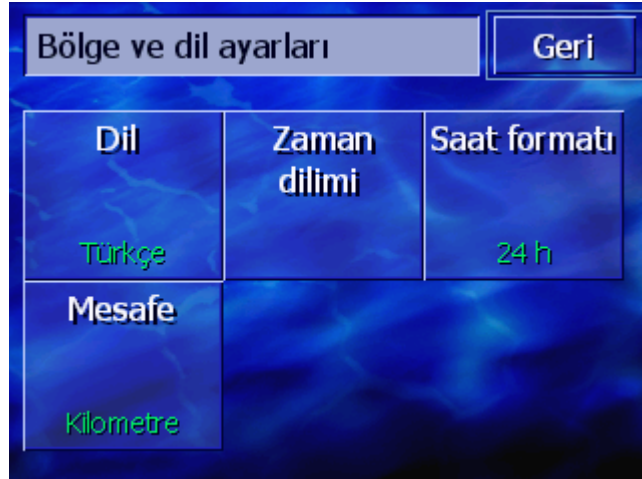 Bölge ve dil ayarları
Geri
Dil
Türkçe
Zaman
dilimi
Saat formatı
24 h
Mesafe
Kilometre